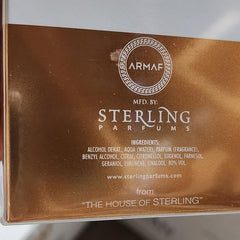 ARMAF
MFD. BY:
STERLING
PARFUMS
INGREDIENTS:
ALCOHOL DENAT., AQUA (WATER), PARFUM (FRAGRANCE),
BENZYL ALCOHOL, CITRAL, CITRONELLOL, EUGENOL, FARNESOL,
GERANIOL, LIMONENE, LINALOOL. 80% VOL.
www.sterlingparfums.com
from
"THE HOUSE OF STERLING"